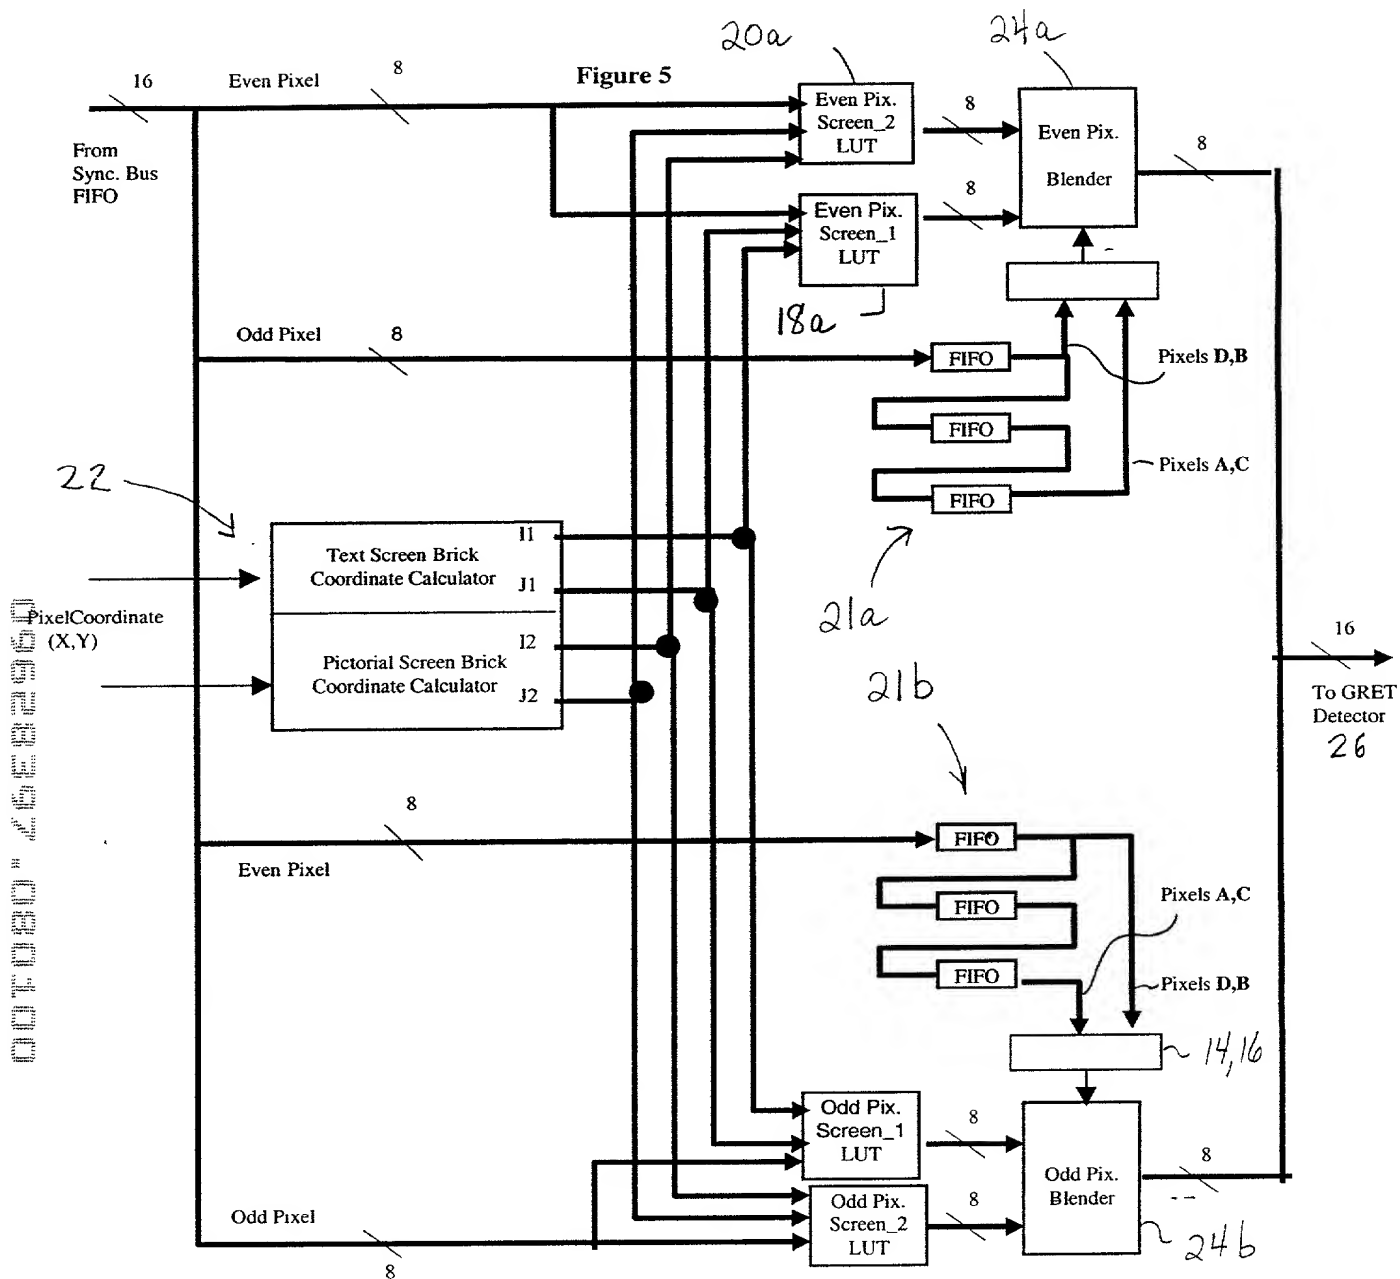 20a
24a
16
Even Pixel
8
Figure 5
From
Sync. Bus
FIFO
Even Pix.
Screen_2
LUT
8
Even Pix.
Blender
8
Even Pix.
Screen_1
LUT
8
18a
Odd Pixel
8
FIFO
Pixels D,B
FIFO
Pixels A,C
FIFO
21a
22
Text Screen Brick
Coordinate Calculator
I1
J1
PixelCoordinate
(X,Y)
Pictorial Screen Brick
Coordinate Calculator
I2
J2
16
To GRET
Detector
26
21b
8
Even Pixel
FIFO
FIFO
FIFO
Pixels A,C
Pixels D,B
14,16
Odd Pix.
Screen_1
LUT
8
Odd Pix.
Blender
8
Odd Pixel
8
Odd Pix.
Screen_2
LUT
8
24b
09628397.080100